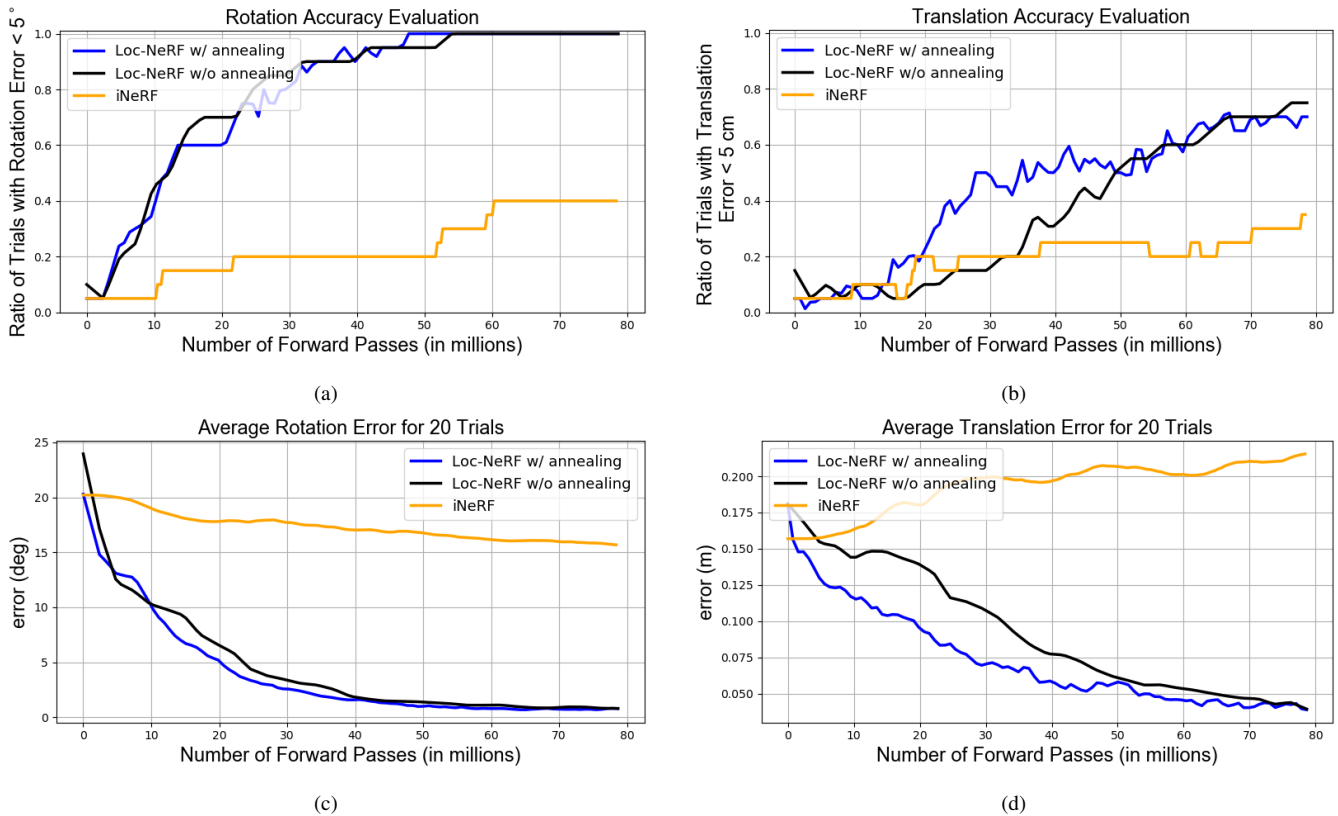 Rotation Accuracy Evaluation
Ratio of Trials with Rotation Error < 5°
1.0
0.8
0.6
0.4
0.2
0.0
Loc-NeRF w/ annealing
Loc-NeRF w/o annealing
iNeRF
0 10 20 30 40 50 60 70 80
Number of Forward Passes (in millions)
(a)
Translation Accuracy Evaluation
Ratio of Trials with Translation
Error < 5 cm
1.0
0.8
0.6
0.4
0.2
0.0
Loc-NeRF w/ annealing
Loc-NeRF w/o annealing
iNeRF
0 10 20 30 40 50 60 70 80
Number of Forward Passes (in millions)
(b)
Average Rotation Error for 20 Trials
error (deg)
25
20
15
10
5
0
Loc-NeRF w/ annealing
Loc-NeRF w/o annealing
iNeRF
0 10 20 30 40 50 60 70 80
Number of Forward Passes (in millions)
(c)
Average Translation Error for 20 Trials
error (m)
0.200
0.175
0.150
0.125
0.100
0.075
0.050
Loc-NeRF w/ annealing
Loc-NeRF w/o annealing
iNeRF
0 10 20 30 40 50 60 70 80
Number of Forward Passes (in millions)
(d)